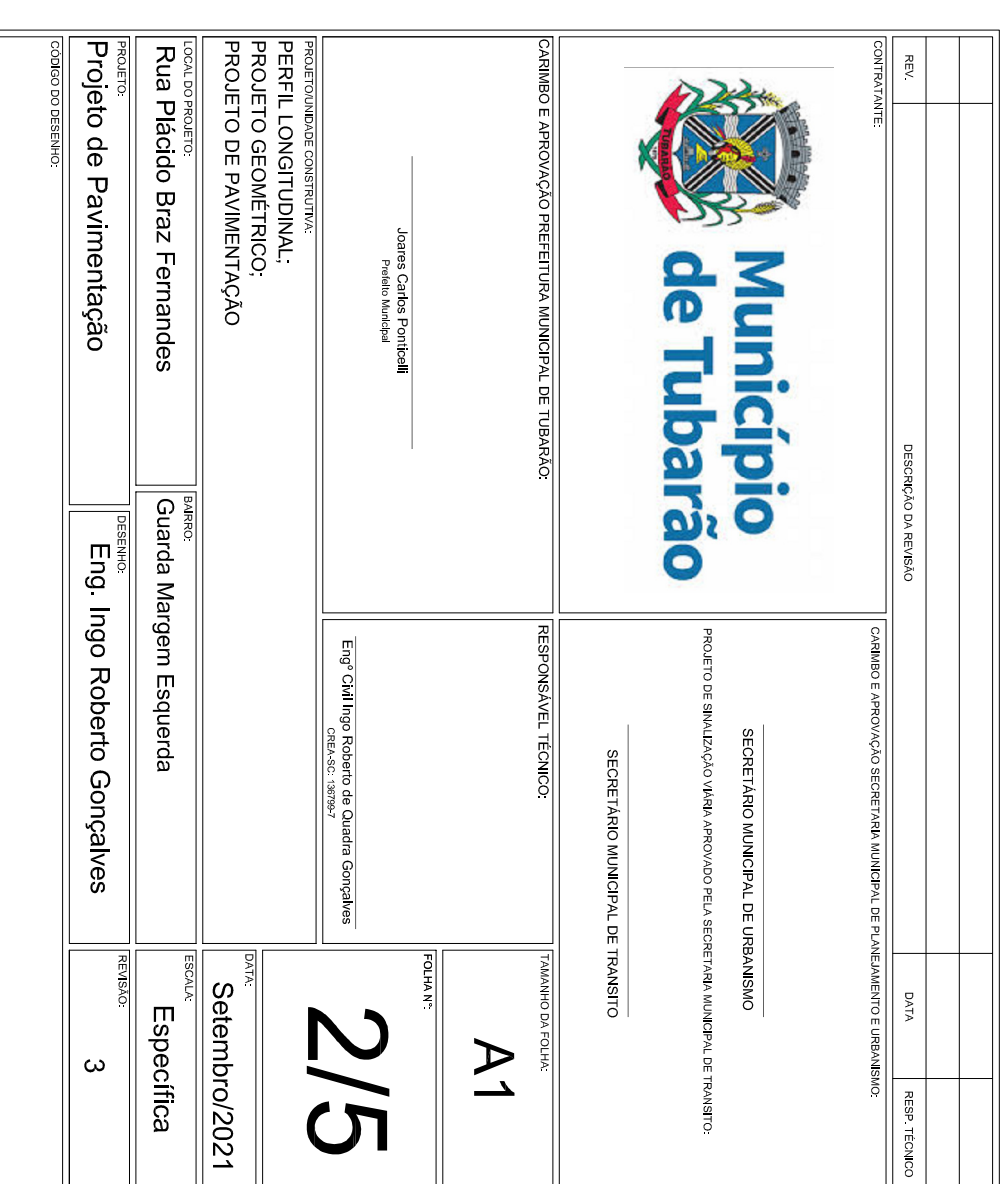 REV.
DESCRIÇÃO DA REVISÃO
DATA
RESP. TÉCNICO
CONTRATANTE:
TUBARÃO
Município
de Tubarão
CARIMBO E APROVAÇÃO SECRETARIA MUNICIPAL DE PLANEJAMENTO E URBANISMO:
SECRETÁRIO MUNICIPAL DE URBANISMO
PROJETO DE SINALIZAÇÃO VIÁRIA APROVADO PELA SECRETARIA MUNICIPAL DE TRANSITO:
SECRETÁRIO MUNICIPAL DE TRANSITO
CARIMBO E APROVAÇÃO PREFEITURA MUNICIPAL DE TUBARÃO:
Joares Carlos Ponticelli
Prefeito Municipal
RESPONSÁVEL TÉCNICO:
Engº Civil Ingo Roberto de Quadra Gonçalves
CREA-SC: 136799-7
TAMANHO DA FOLHA:
A1
FOLHA Nº:
2/5
PROJETO/UNIDADE CONSTRUTIVA:
PERFIL LONGITUDINAL;
PROJETO GEOMÉTRICO;
PROJETO DE PAVIMENTAÇÃO
DATA:
Setembro/2021
LOCAL DO PROJETO:
Rua Plácido Braz Fernandes
BAIRRO:
Guarda Margem Esquerda
ESCALA:
Específica
PROJETO:
Projeto de Pavimentação
DESENHO:
Eng. Ingo Roberto Gonçalves
REVISÃO:
3
CÓDIGO DO DESENHO: